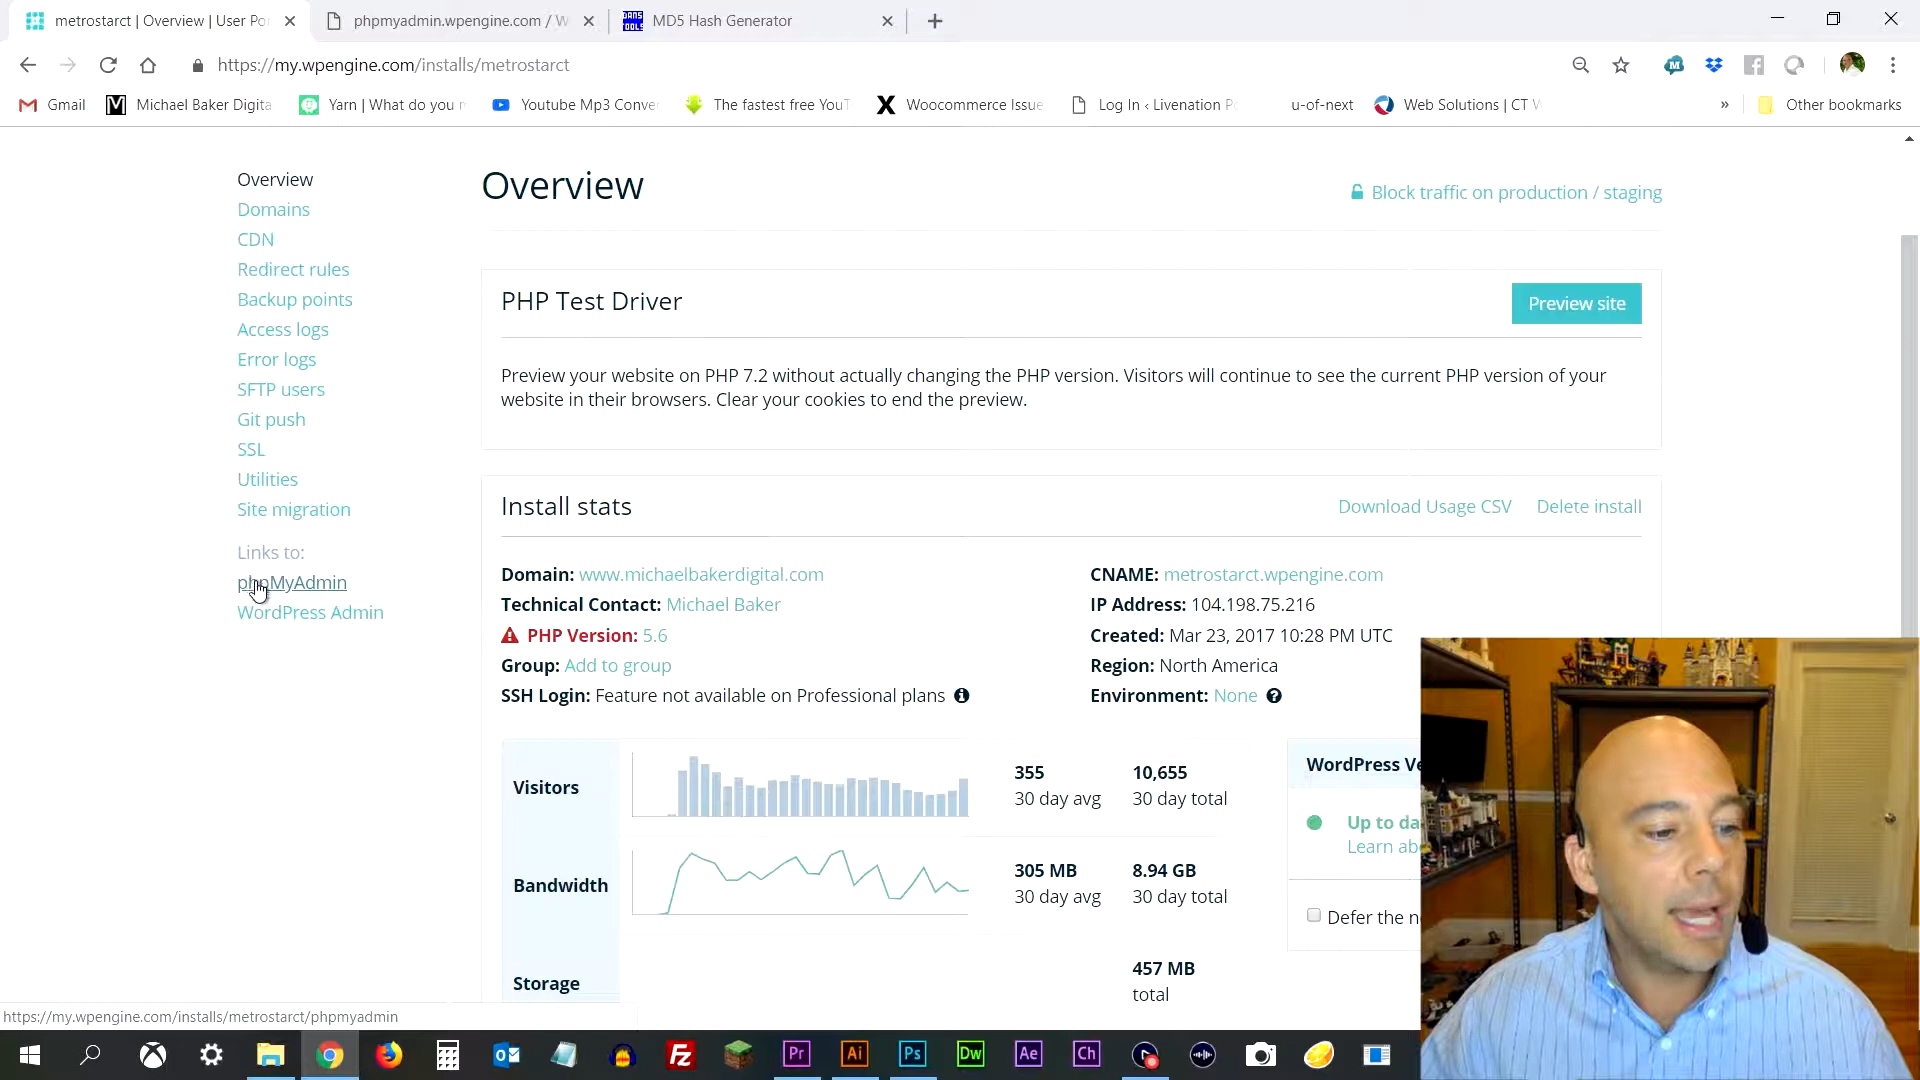 metrostarct | Overview | User Po
phpmyadmin.wpengine.com / W
MD5 Hash Generator
https://my.wpengine.com/installs/metrostarct
Gmail
Michael Baker Digita
Yarn | What do you
Youtube Mp3 Conve
The fastest free YouT
Woocommerce Issue
Log In ‹ Livenation P
u-of-next
Web Solutions | CT
»
Other bookmarks
Overview
Domains
CDN
Redirect rules
Backup points
Access logs
Error logs
SFTP users
Git push
SSL
Utilities
Site migration
Links to:
phpMyAdmin
WordPress Admin
Overview
Block traffic on production / staging
PHP Test Driver
Preview site
Preview your website on PHP 7.2 without actually changing the PHP version. Visitors will continue to see the current PHP version of your
website in their browsers. Clear your cookies to end the preview.
Install stats
Download Usage CSV
Delete install
Domain: www.michaelbakerdigital.com
CNAME: metrostarct.wpengine.com
Technical Contact: Michael Baker
IP Address: 104.198.75.216
PHP Version: 5.6
Created: Mar 23, 2017 10:28 PM UTC
Group: Add to group
Region: North America
SSH Login: Feature not available on Professional plans
Environment: None
Visitors
355
30 day avg
10,655
30 day total
WordPress Ve
Up to da
Learn abo
Bandwidth
305 MB
30 day avg
8.94 GB
30 day total
Defer the n
Storage
457 MB
total
https://my.wpengine.com/installs/metrostarct/phpmyadmin
Fz
Pr
Ai
Ps
Dw
Ae
Ch